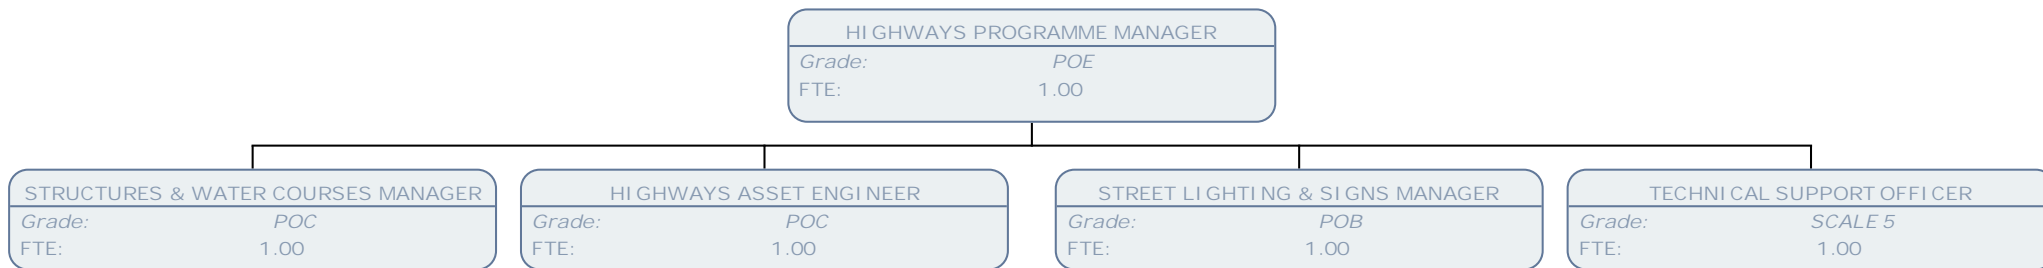 HIGHWAYS PROGRAMME MANAGER
Grade: POE
FTE: 1.00
STRUCTURES & WATER COURSES MANAGER
Grade: POC
FTE: 1.00
HIGHWAYS ASSET ENGINEER
Grade: POC
FTE: 1.00
STREET LIGHTING & SIGNS MANAGER
Grade: POB
FTE: 1.00
TECHNICAL SUPPORT OFFICER
Grade: SCALE 5
FTE: 1.00